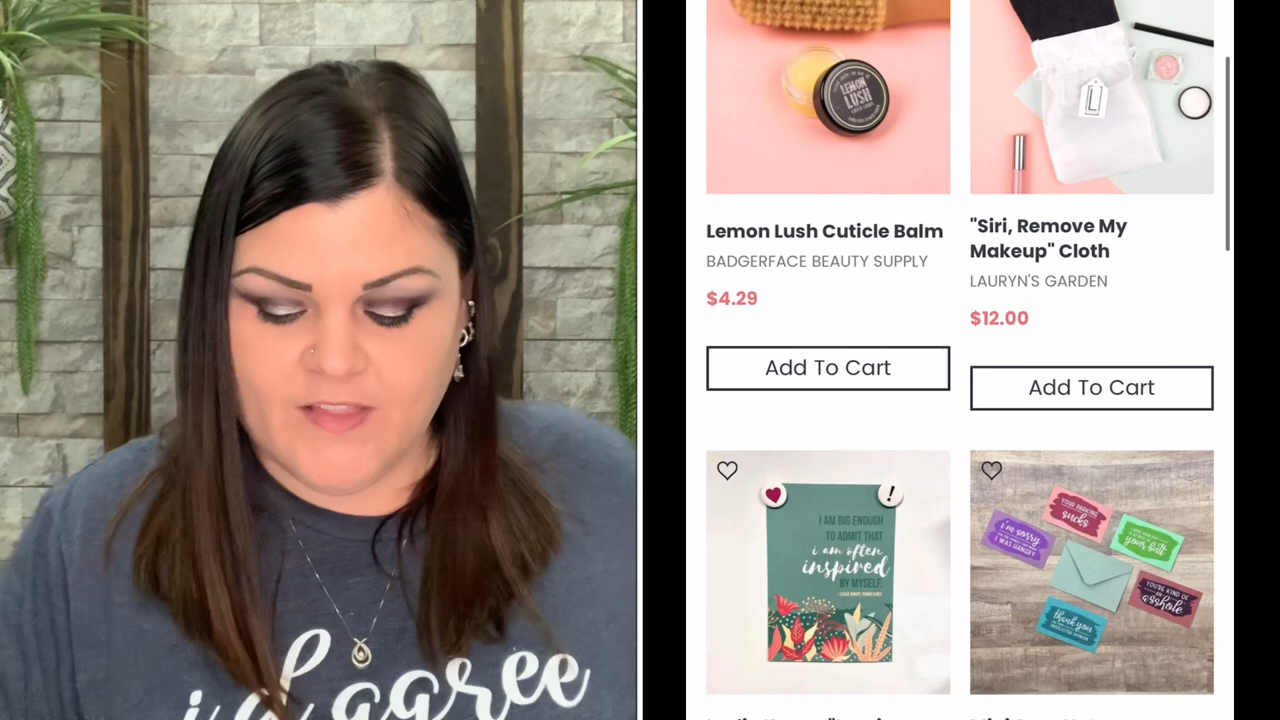 LEMON
LUSH
L
Lemon Lush Cuticle Balm
BADGERFACE BEAUTY SUPPLY
$4.29
Add To Cart
"Siri, Remove My
Makeup" Cloth
LAURYN'S GARDEN
$12.00
Add To Cart
!
I AM BIG ENOUGH
TO ADMIT THAT
i am often
inspired
BY MYSELF.
YOUR PARKING
sucks
i'm sorry
I WAS HANGRY
your butt
YOU'RE KIND OF
asshole
thank you
i'd agree